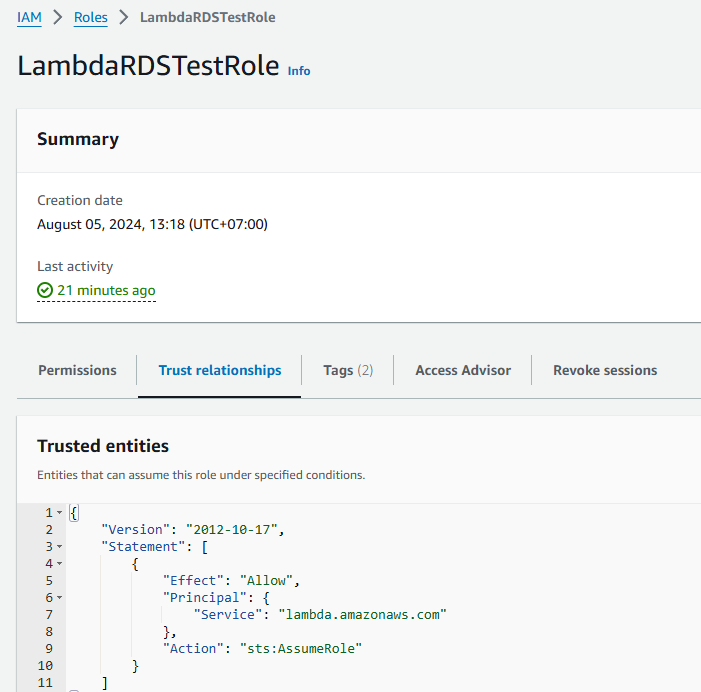 IAM > Roles > LambdaRDSTestRole
LambdaRDSTestRole Info
Summary
Creation date
August 05, 2024, 13:18 (UTC+07:00)
Last activity
21 minutes ago
Permissions Trust relationships Tags (2) Access Advisor Revoke sessions
Trusted entities
Entities that can assume this role under specified conditions.
1 {
2 "Version": "2012-10-17",
3 "Statement": [
4 {
5 "Effect": "Allow",
6 "Principal": {
7 "Service": "lambda.amazonaws.com"
8 },
9 "Action": "sts:AssumeRole"
10 }
11 ]